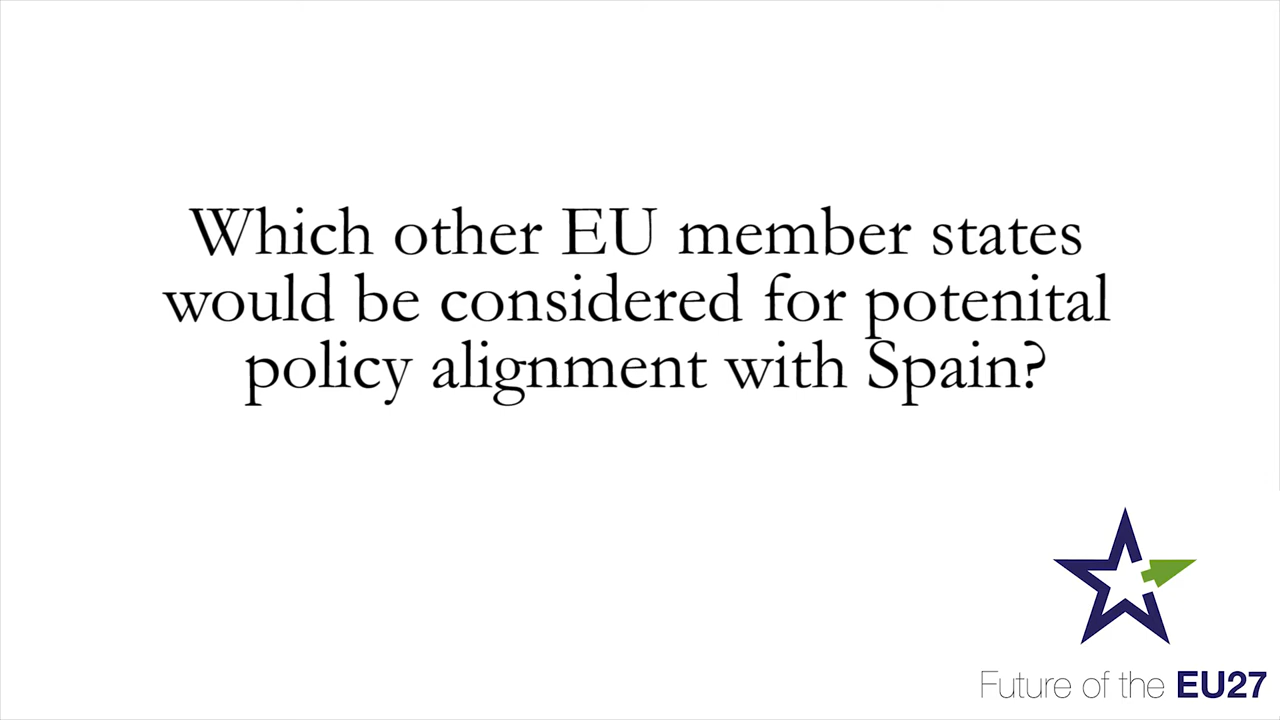 Which other EU member states
would be considered for potenital
policy alignment with Spain?
Future of the EU27